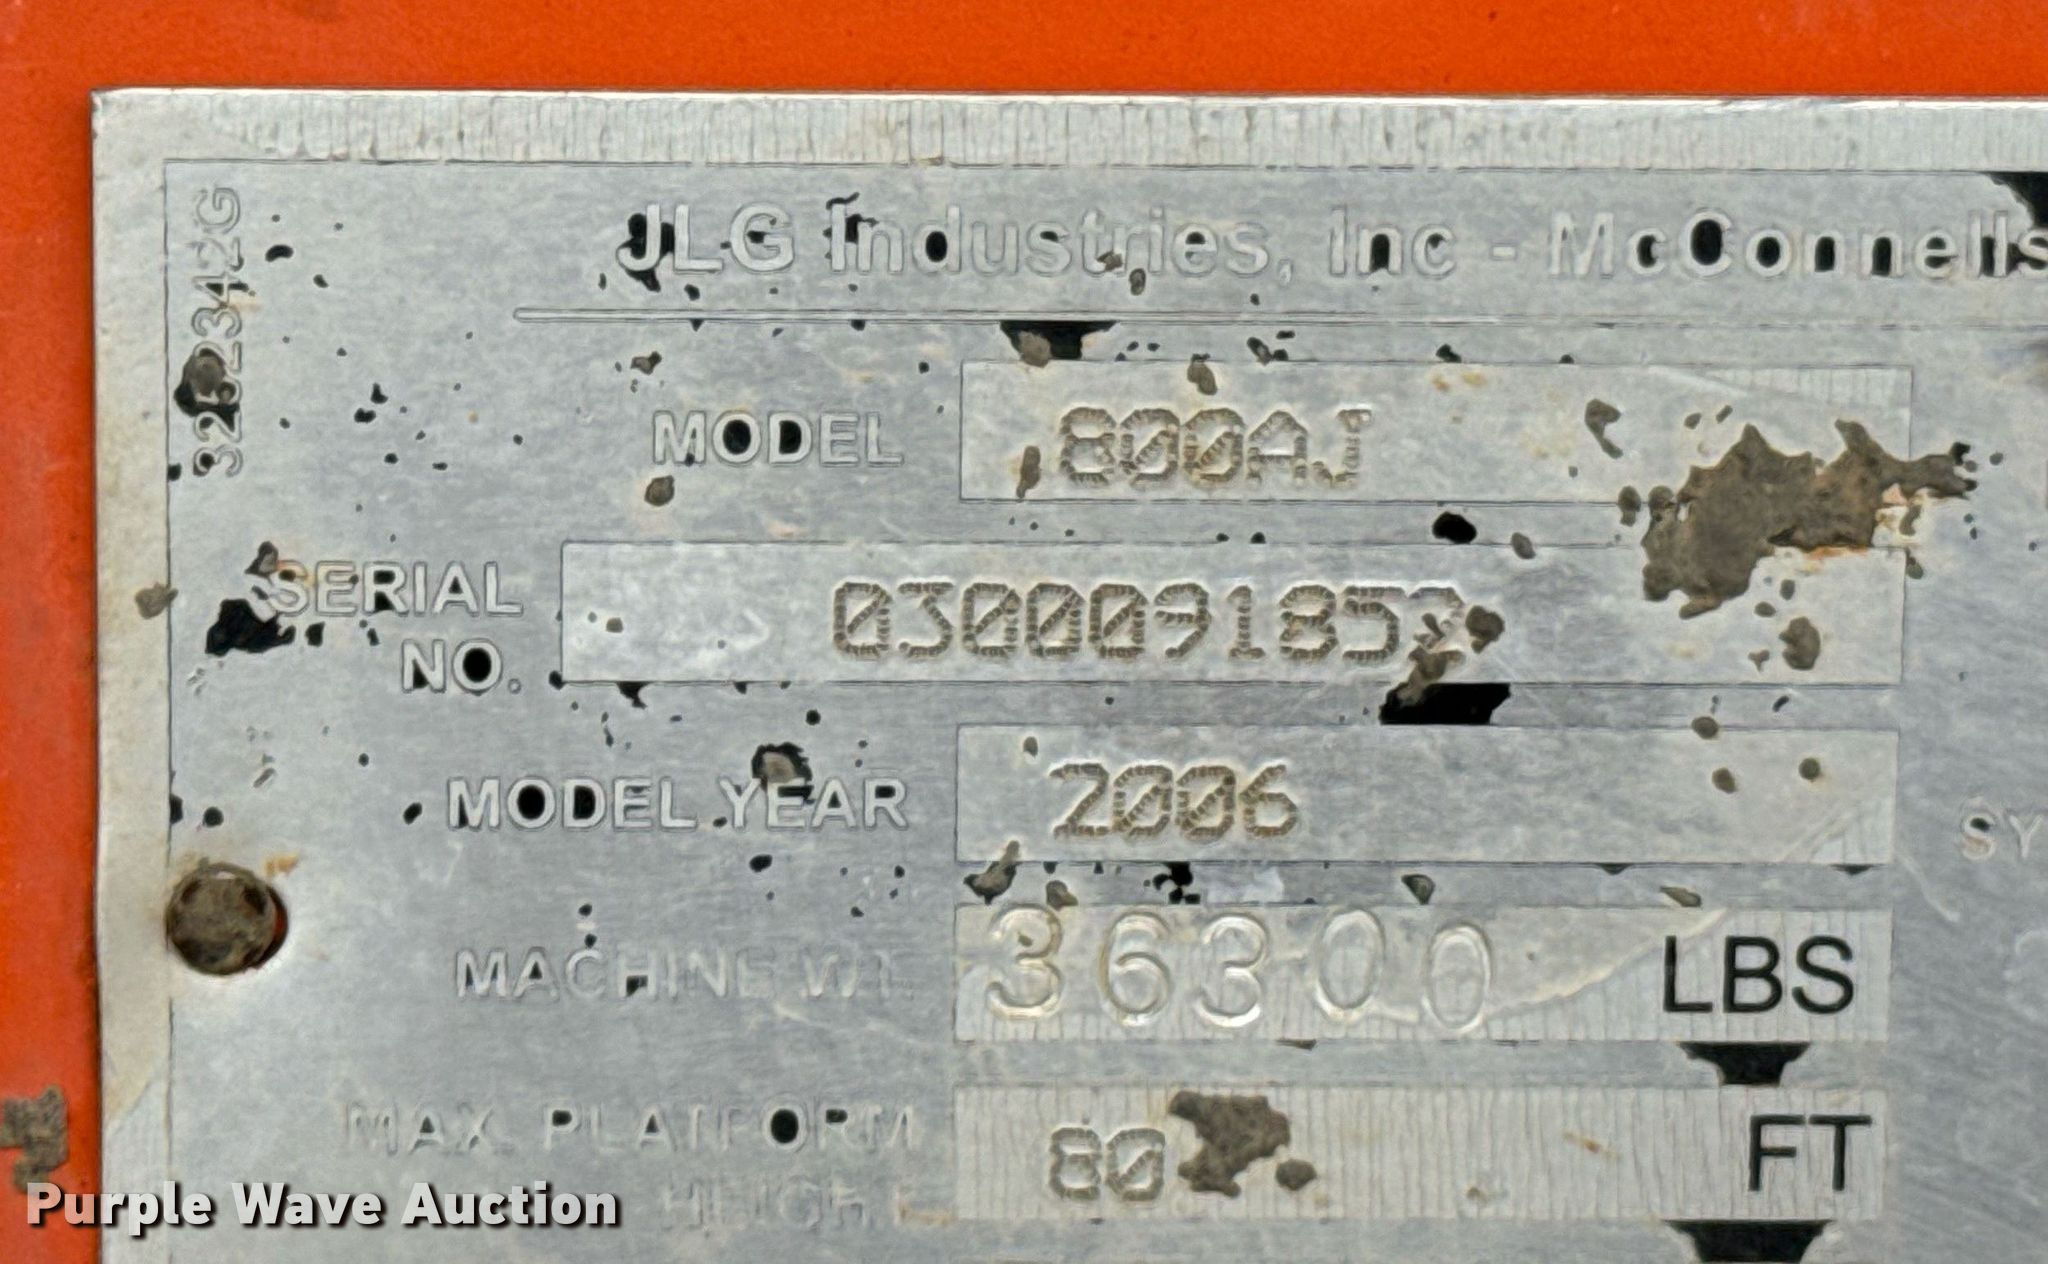 3252342G
JLG Industries, Inc - McConnells
MODEL 800AJ
SERIAL NO. 0300091852
MODEL YEAR 2006
SY
MACHINE WT. 36300 LBS
MAX. PLATFORM HEIGHT 80 FT
Purple Wave Auction